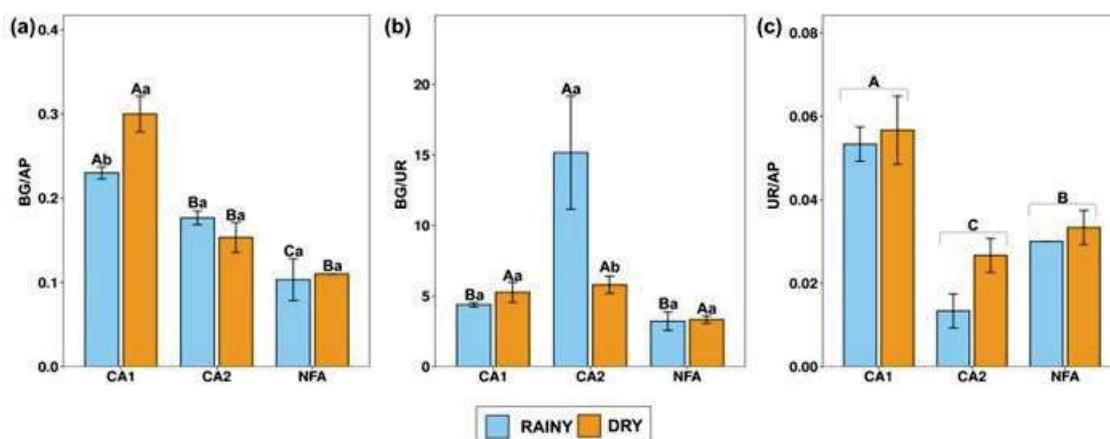 (a)
BG/AP
0.4
0.3
0.2
0.1
0.0
Ab
Aa
Ba
Ba
Ca
Ba
CA1 CA2 NFA
(b)
BG/UR
20
15
10
5
0
Ba
Aa
Aa
Ab
Ba
Aa
CA1 CA2 NFA
(c)
UR/AP
0.08
0.06
0.04
0.02
0.00
A
C
B
CA1 CA2 NFA
RAINY DRY